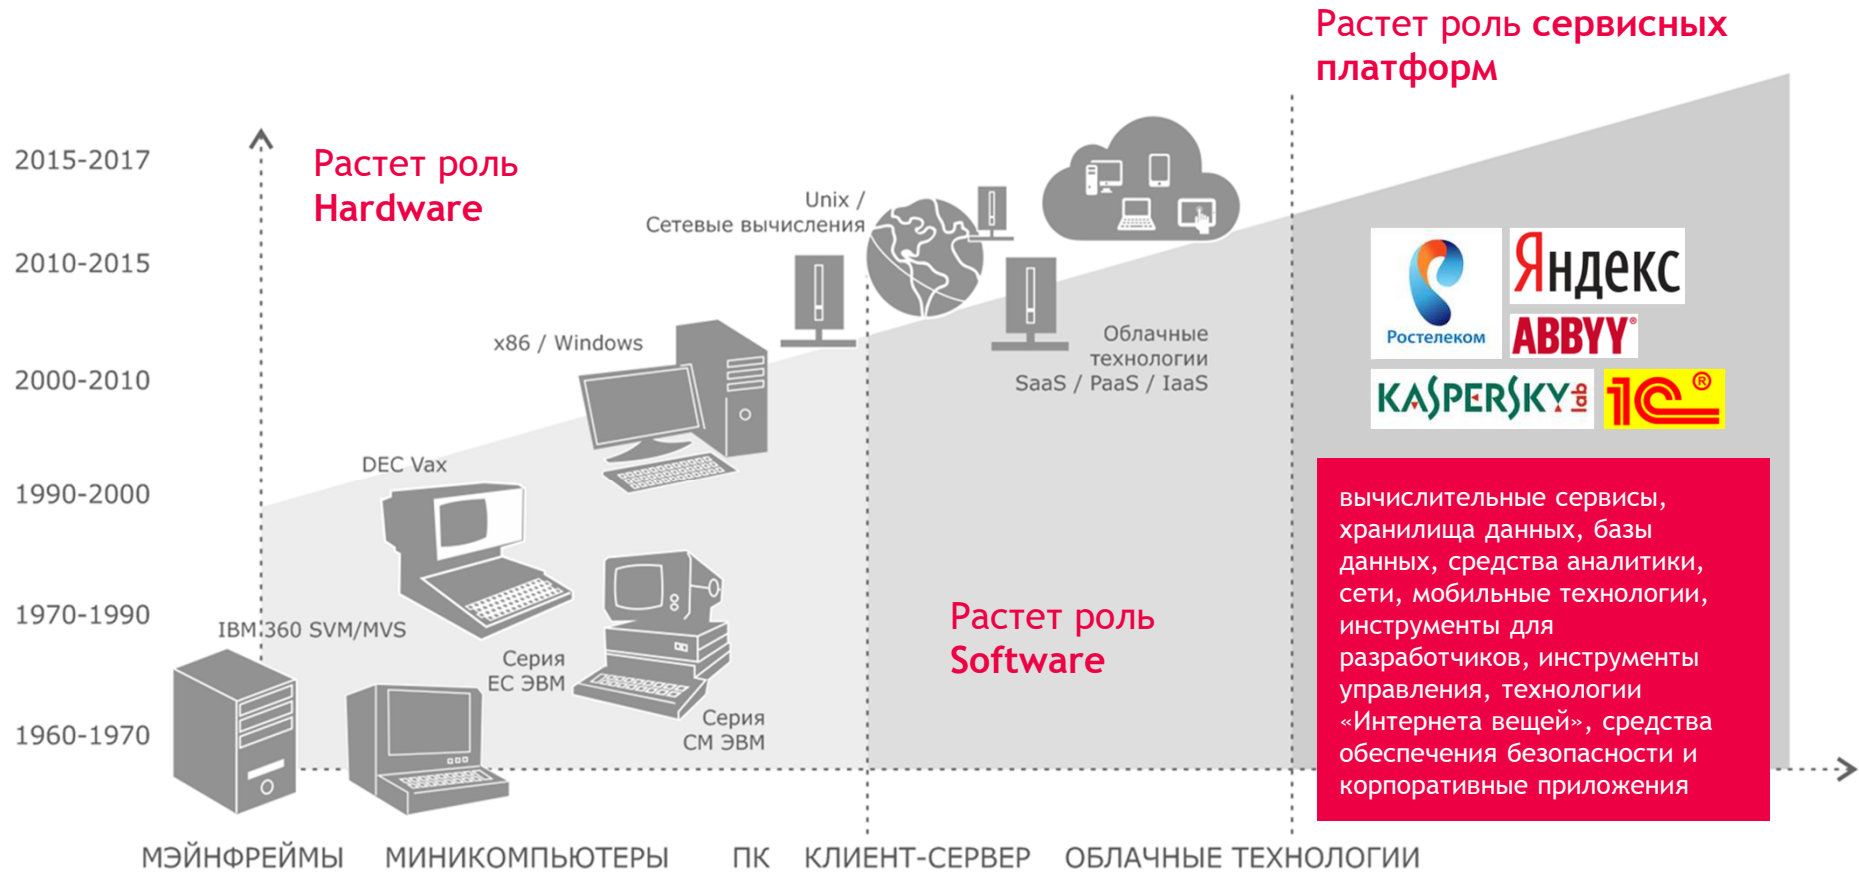 Растет роль сервисных
платформ
2015-2017
2010-2015
2000-2010
1990-2000
1970-1990
1960-1970
Растет роль
Hardware
Unix /
Сетевые вычисления
x86 / Windows
DEC Vax
IBM 360 SVM/MVS
Серия
ЕС ЭВМ
Серия
СМ ЭВМ
Облачные
технологии
SaaS / PaaS / IaaS
Растет роль
Software
Ростелеком
Яндекс
ABBYY®
KASPERSKY lab
1С®
вычислительные сервисы,
хранилища данных, базы
данных, средства аналитики,
сети, мобильные технологии,
инструменты для
разработчиков, инструменты
управления, технологии
«Интернета вещей», средства
обеспечения безопасности и
корпоративные приложения
МЭЙНФРЕЙМЫ
МИНИКОМПЬЮТЕРЫ
ПК
КЛИЕНТ-СЕРВЕР
ОБЛАЧНЫЕ ТЕХНОЛОГИИ